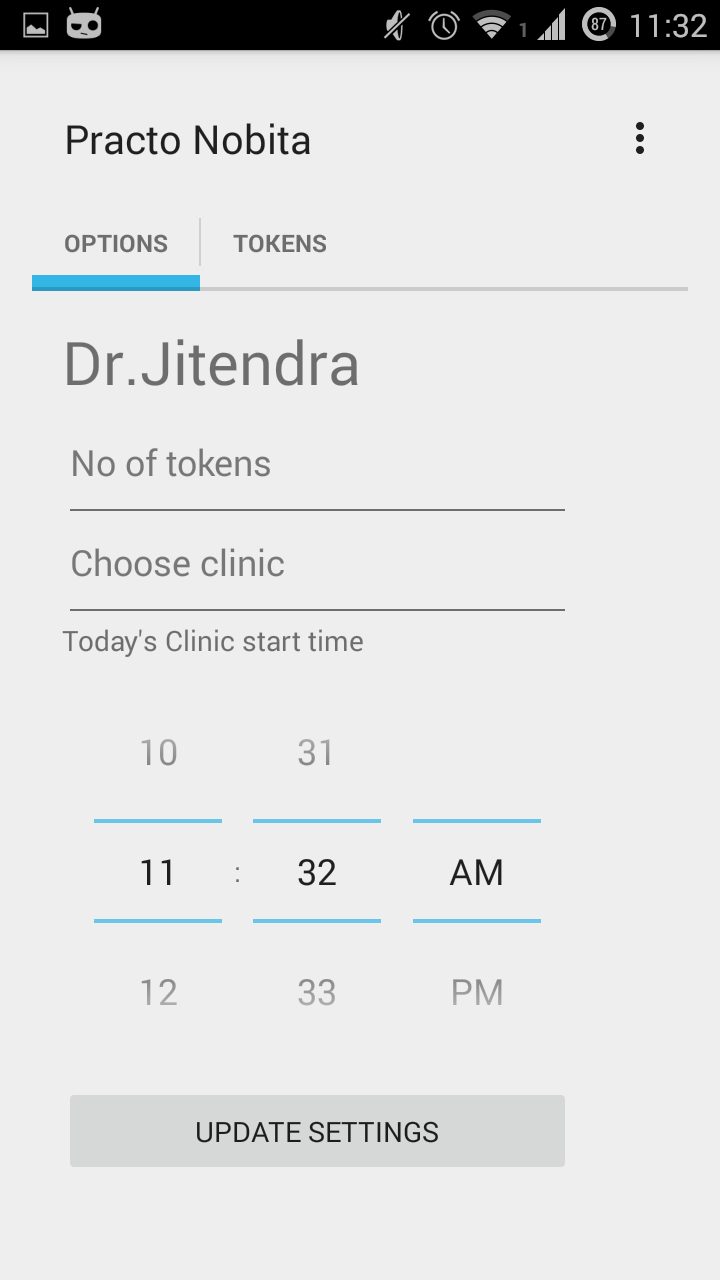 1 87 11:32
Practo Nobita
OPTIONS TOKENS
Dr.Jitendra
No of tokens
Choose clinic
Today's Clinic start time
10 31
11 : 32 AM
12 33 PM
UPDATE SETTINGS